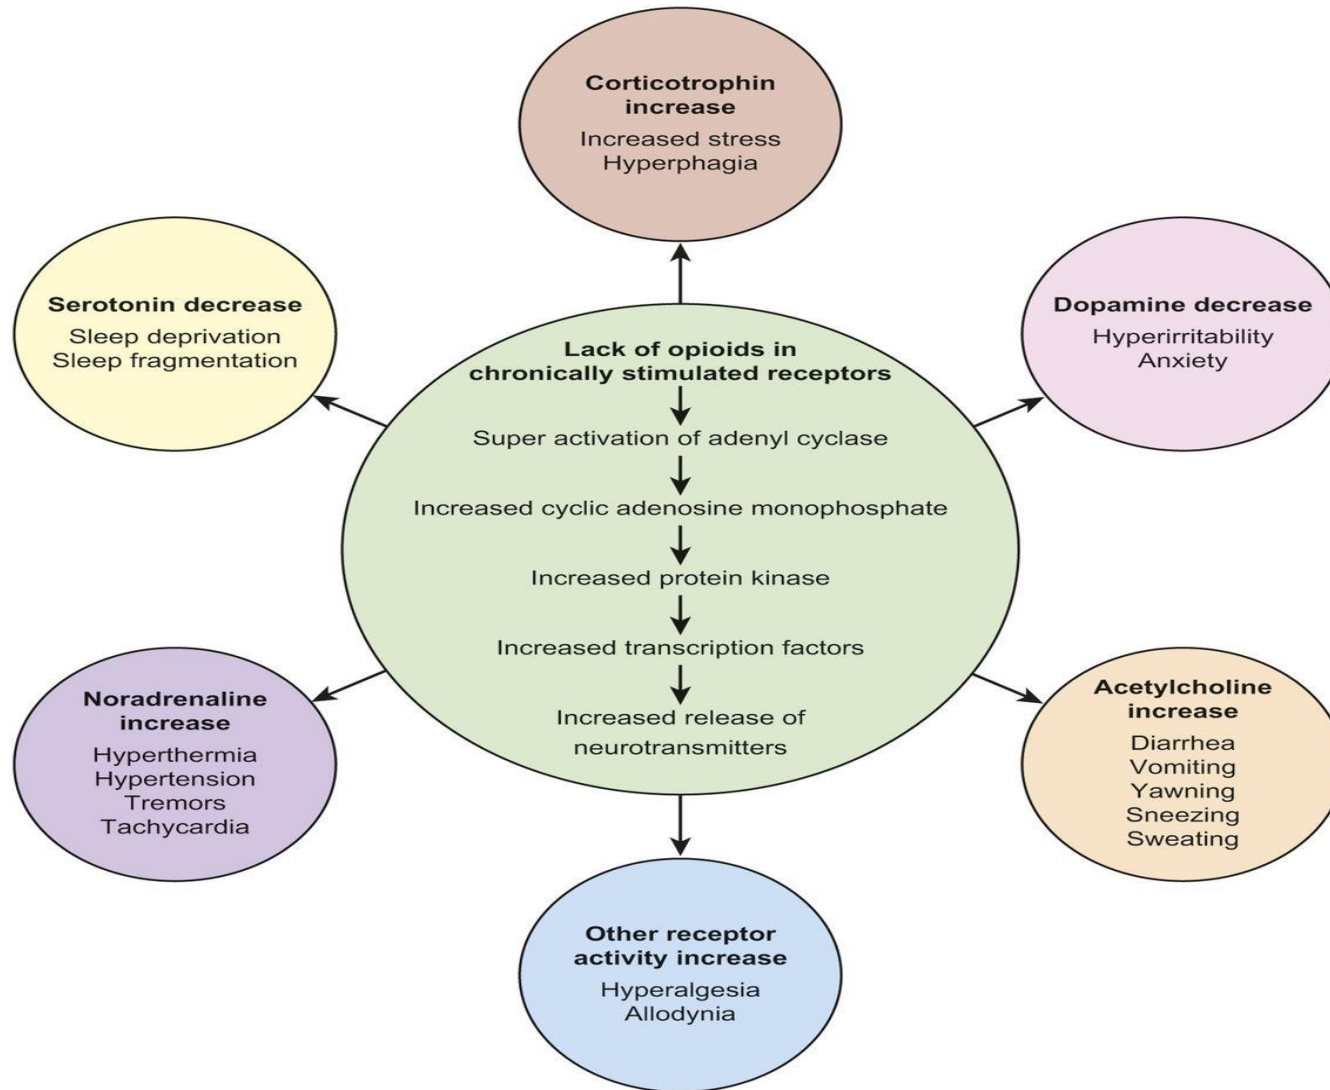 Corticotrophin
increase
Increased stress
Hyperphagia
Serotonin decrease
Sleep deprivation
Sleep fragmentation
Dopamine decrease
Hyperirritability
Anxiety
Lack of opioids in
chronically stimulated receptors
Super activation of adenyl cyclase
Increased cyclic adenosine monophosphate
Increased protein kinase
Increased transcription factors
Increased release of
neurotransmitters
Noradrenaline
increase
Hyperthermia
Hypertension
Tremors
Tachycardia
Acetylcholine
increase
Diarrhea
Vomiting
Yawning
Sneezing
Sweating
Other receptor
activity increase
Hyperalgesia
Allodynia